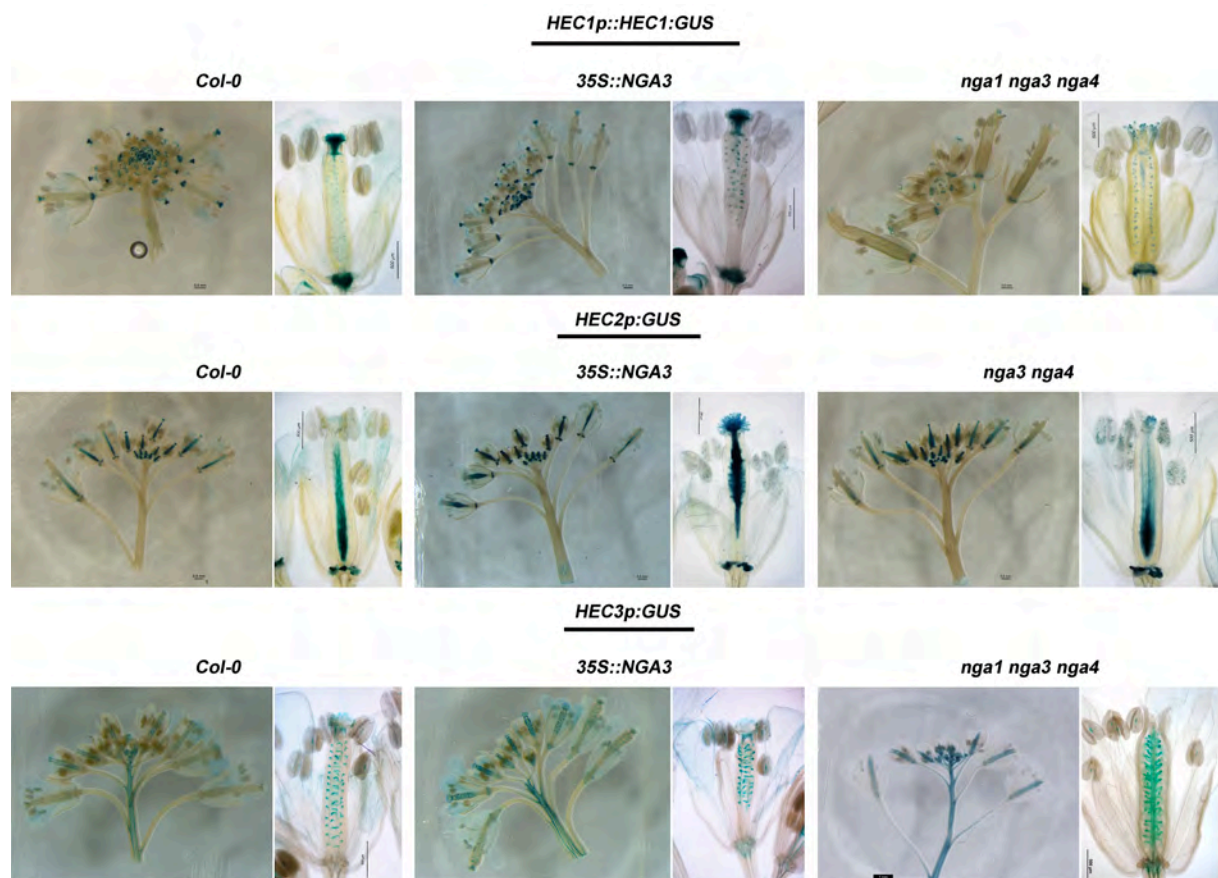 HEC1p::HEC1:GUS
Col-0 35S::NGA3 nga1 nga3 nga4
HEC2p:GUS
Col-0 35S::NGA3 nga3 nga4
HEC3p:GUS
Col-0 35S::NGA3 nga1 nga3 nga4